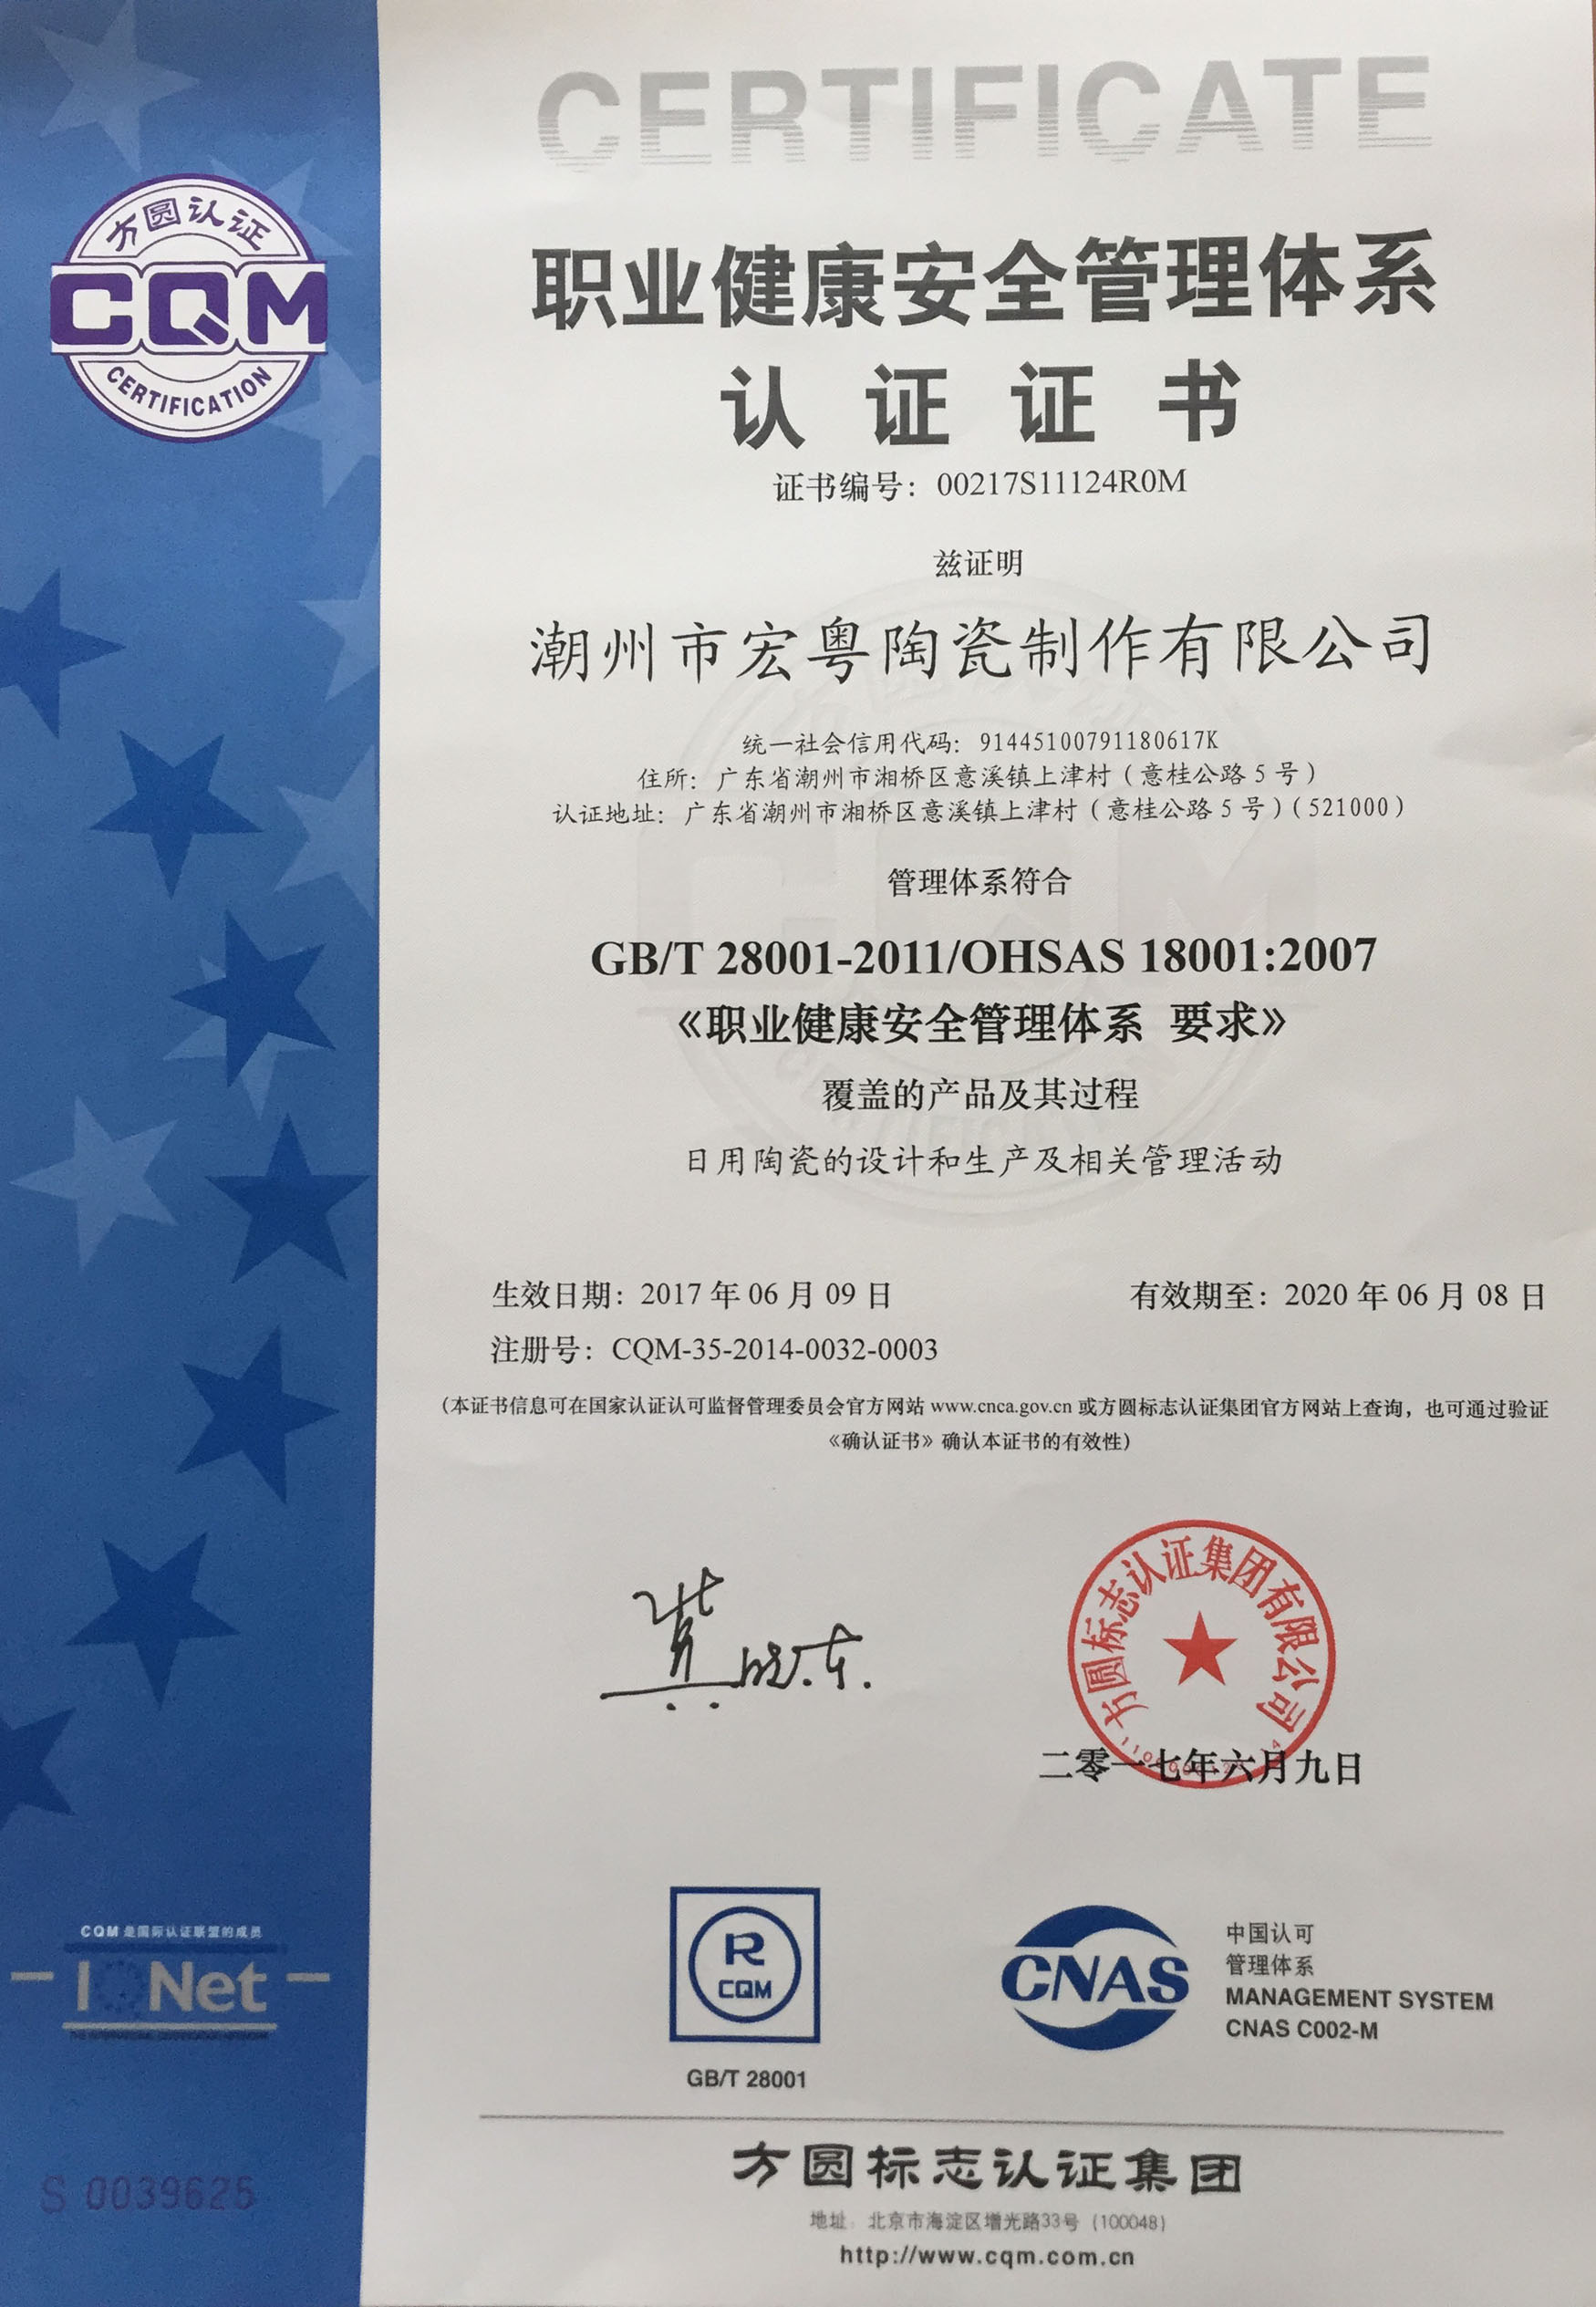 CERTIFICATE
方圆认证
CQM
CERTIFICATION
职业健康安全管理体系
认证证书
证书编号：00217S11124R0M
兹证明
潮州市宏粤陶瓷制作有限公司
统一社会信用代码：91445100791180617K
住所：广东省潮州市湘桥区意溪镇上津村（意桂公路5号）
认证地址：广东省潮州市湘桥区意溪镇上津村（意桂公路5号）（521000）
管理体系符合
GB/T 28001-2011/OHSAS 18001:2007
《职业健康安全管理体系 要求》
覆盖的产品及其过程
日用陶瓷的设计和生产及相关管理活动
生效日期：2017 年 06 月 09 日 有效期至：2020 年 06 月 08 日
注册号：CQM-35-2014-0032-0003
(本证书信息可在国家认证认可监督管理委员会官方网站 www.cnca.gov.cn 或方圆标志认证集团官方网站上查询，也可通过验证
《确认证书》确认本证书的有效性)
方圆标志认证集团有限公司
二零一七年六月九日
CQM 是国际认证联盟的成员
IQNet
R
CQM
GB/T 28001
CNAS
中国认可
管理体系
MANAGEMENT SYSTEM
CNAS C002-M
S 0039625
方圆标志认证集团
地址：北京市海淀区增光路33号 (100048)
http://www.cqm.com.cn